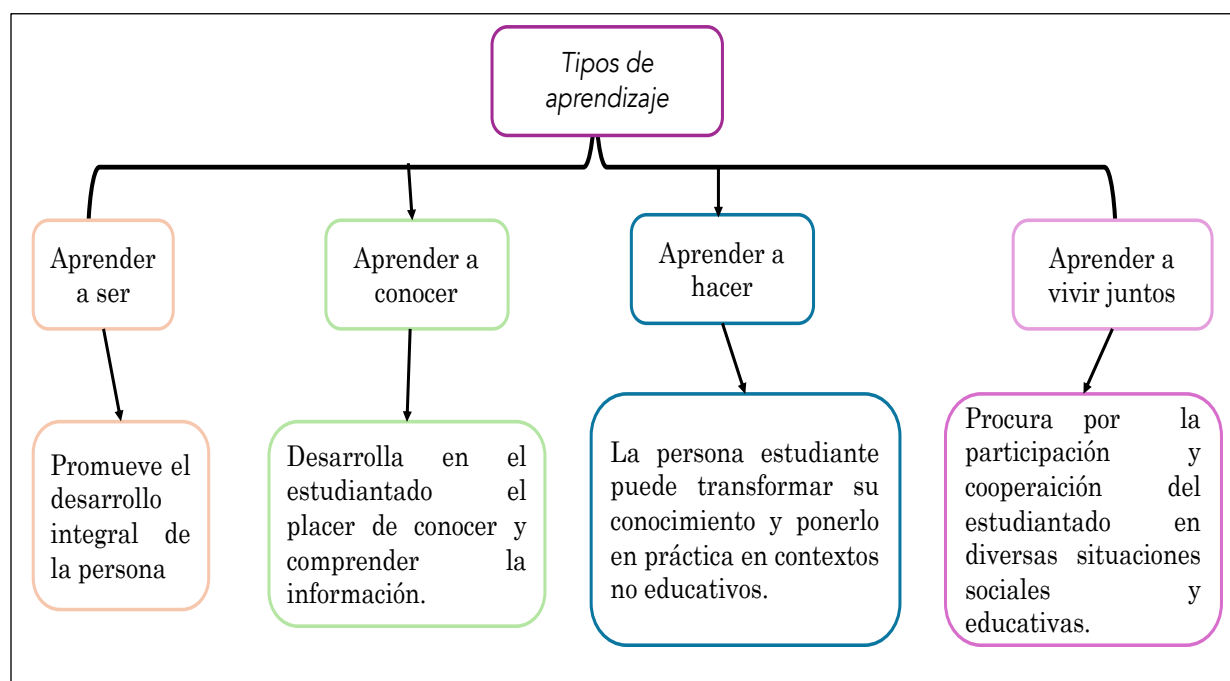 Tipos de
aprendizaje
Aprender
a ser
Aprender a
conocer
Aprender a
hacer
Aprender a
vivir juntos
Promueve el
desarrollo
integral de
la persona
Desarrolla en el
estudiantado el
placer de conocer y
comprender la
información.
La persona estudiante
puede transformar su
conocimiento y ponerlo
en práctica en contextos
no educativos.
Procura por la
participación y
cooperaición del
estudiantado en
diversas situaciones
sociales y
educativas.